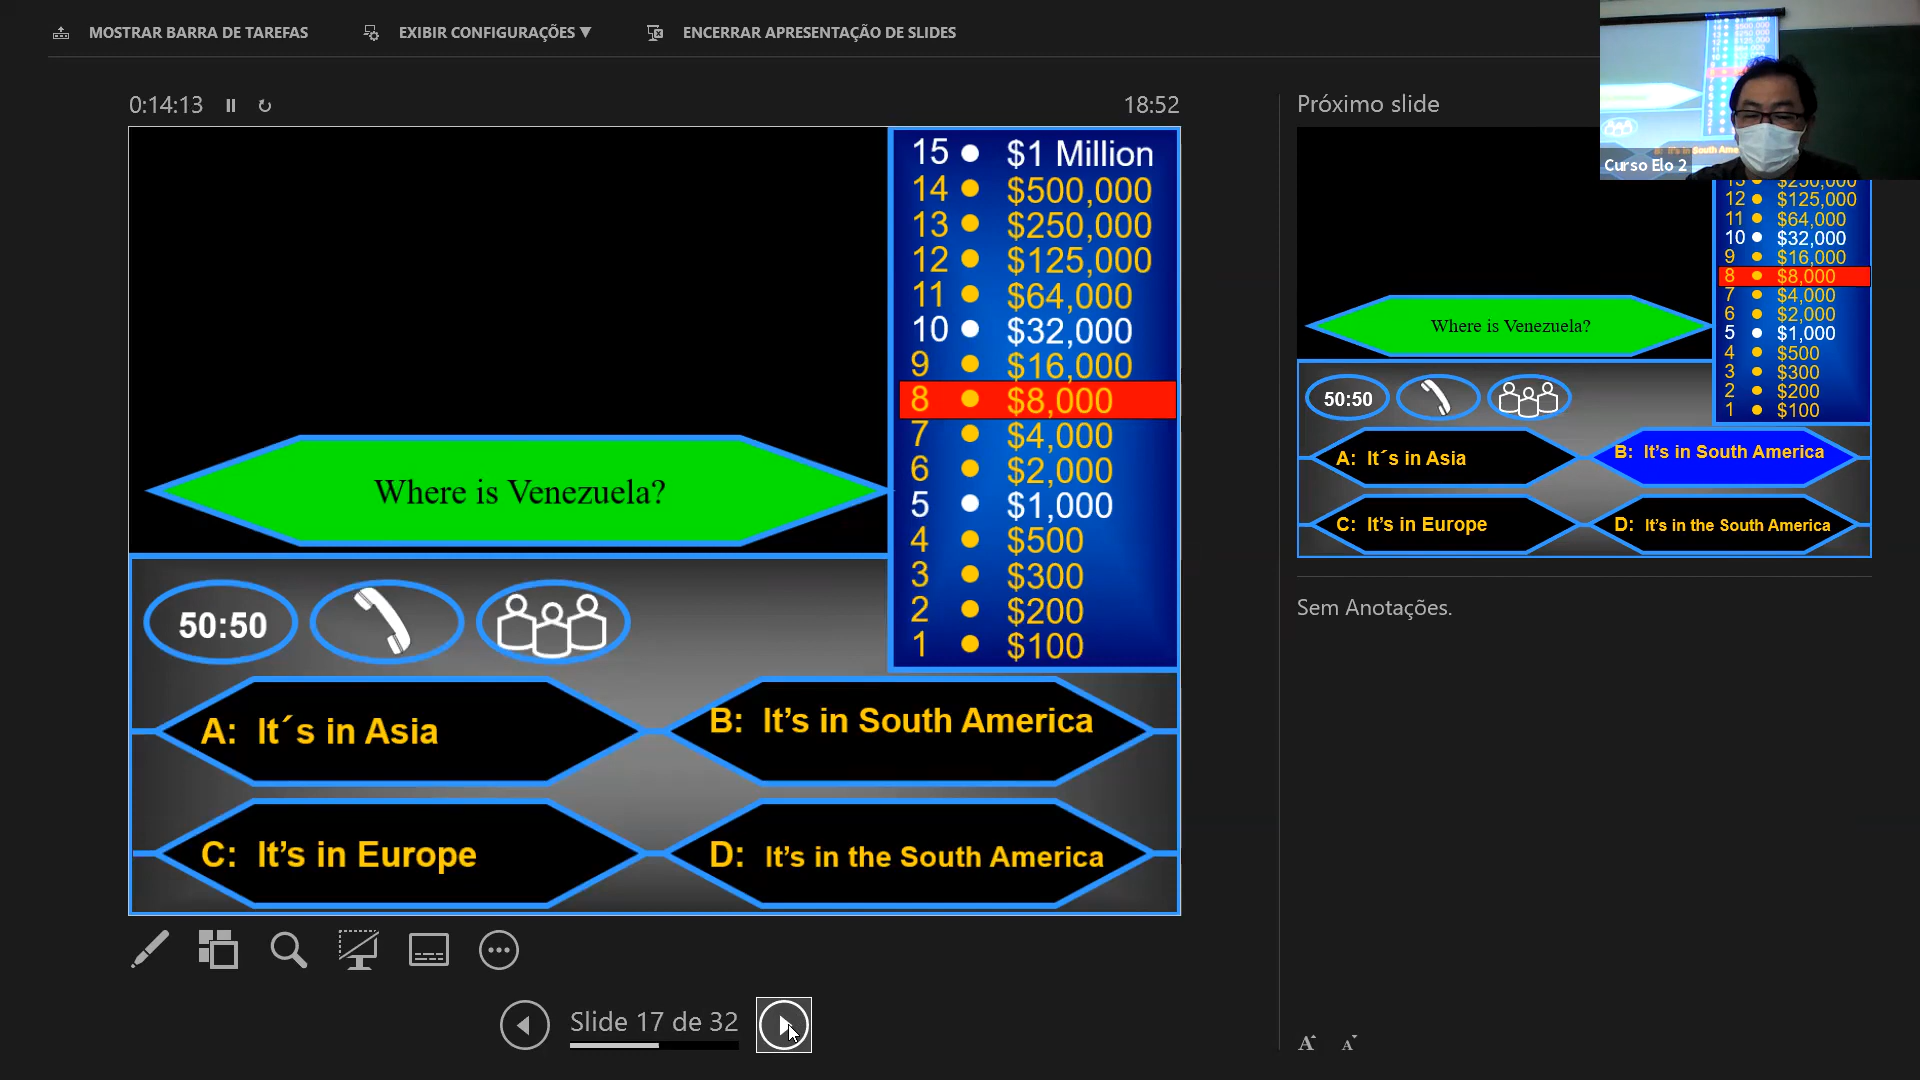 MOSTRAR BARRA DE TAREFAS
EXIBIR CONFIGURAÇÕES ▼
ENCERRAR APRESENTAÇÃO DE SLIDES
0:14:13
18:52
15 $1 Million
14 $500,000
13 $250,000
12 $125,000
11 $64,000
10 $32,000
9 $16,000
8 $8,000
7 $4,000
6 $2,000
5 $1,000
4 $500
3 $300
2 $200
1 $100
Where is Venezuela?
50:50
A: It´s in Asia
B: It’s in South America
C: It’s in Europe
D: It’s in the South America
Slide 17 de 32
Próximo slide
Curso Elo 2
13 $250,000
12 $125,000
11 $64,000
10 $32,000
9 $16,000
8 $8,000
7 $4,000
6 $2,000
5 $1,000
4 $500
3 $300
2 $200
1 $100
Where is Venezuela?
50:50
A: It´s in Asia
B: It’s in South America
C: It’s in Europe
D: It’s in the South America
Sem Anotações.
A A